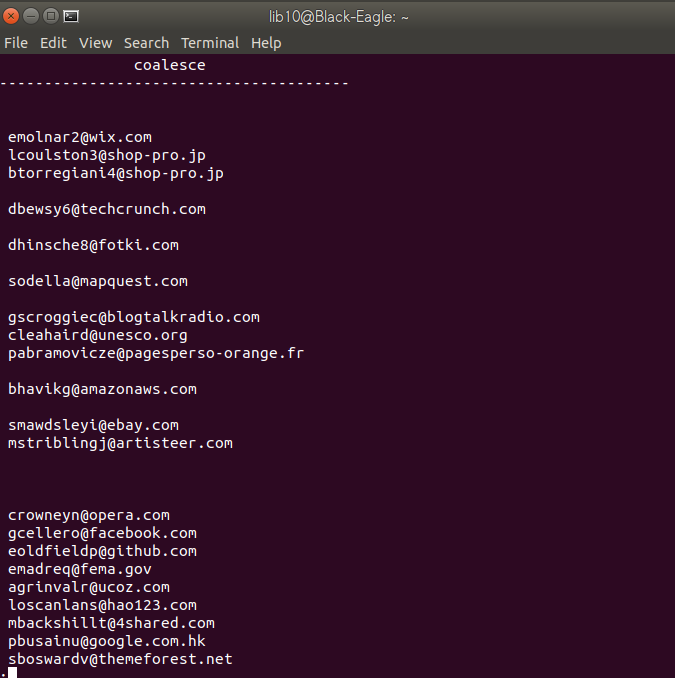 lib10@Black-Eagle: ~
File Edit View Search Terminal Help
coalesce
---------------------------------------
emolnar2@wix.com
lcoulston3@shop-pro.jp
btorregiani4@shop-pro.jp
dbewsy6@techcrunch.com
dhinsche8@fotki.com
sodella@mapquest.com
gscroggiec@blogtalkradio.com
cleahaird@unesco.org
pabramovicze@pagesperso-orange.fr
bhavikg@amazonaws.com
smawdsleyi@ebay.com
mstriblingj@artisteer.com
crowneyn@opera.com
gcellero@facebook.com
eoldfieldp@github.com
emadreq@fema.gov
agrinvalr@ucoz.com
loscanlans@hao123.com
mbackshillt@4shared.com
pbusainu@google.com.hk
sboswardv@themeforest.net
.